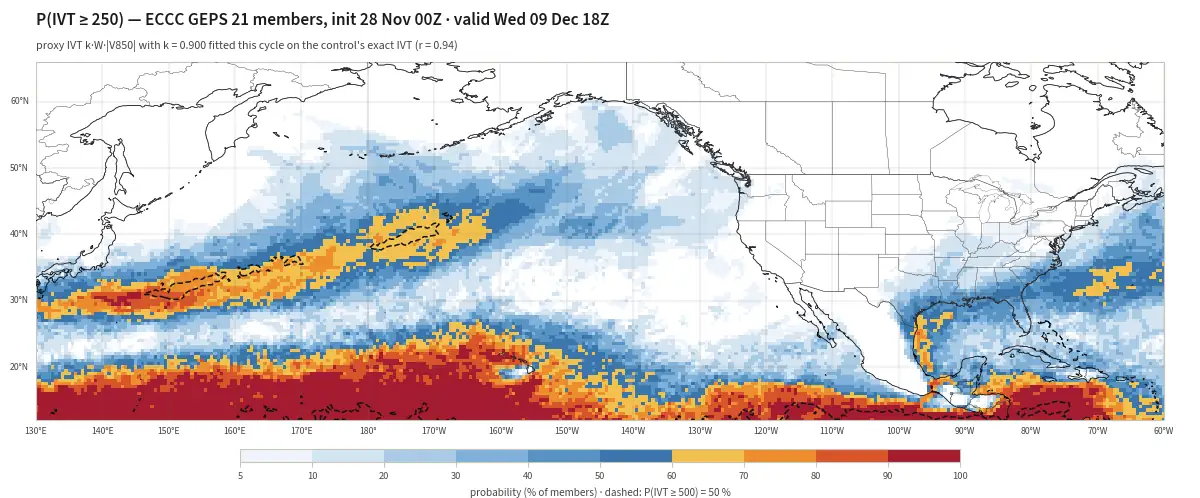 P(IVT ≥ 250) — ECCC GEPS 21 members, init 28 Nov 00Z · valid Wed 09 Dec 18Z
proxy IVT k·W·|V850| with k = 0.900 fitted this cycle on the control's exact IVT (r = 0.94)
60°N
50°N
40°N
30°N
20°N
130°E 140°E 150°E 160°E 170°E 180° 170°W 160°W 150°W 140°W 130°W 120°W 110°W 100°W 90°W 80°W 70°W 60°W
5 10 20 30 40 50 60 70 80 90 100
probability (% of members) · dashed: P(IVT ≥ 500) = 50 %